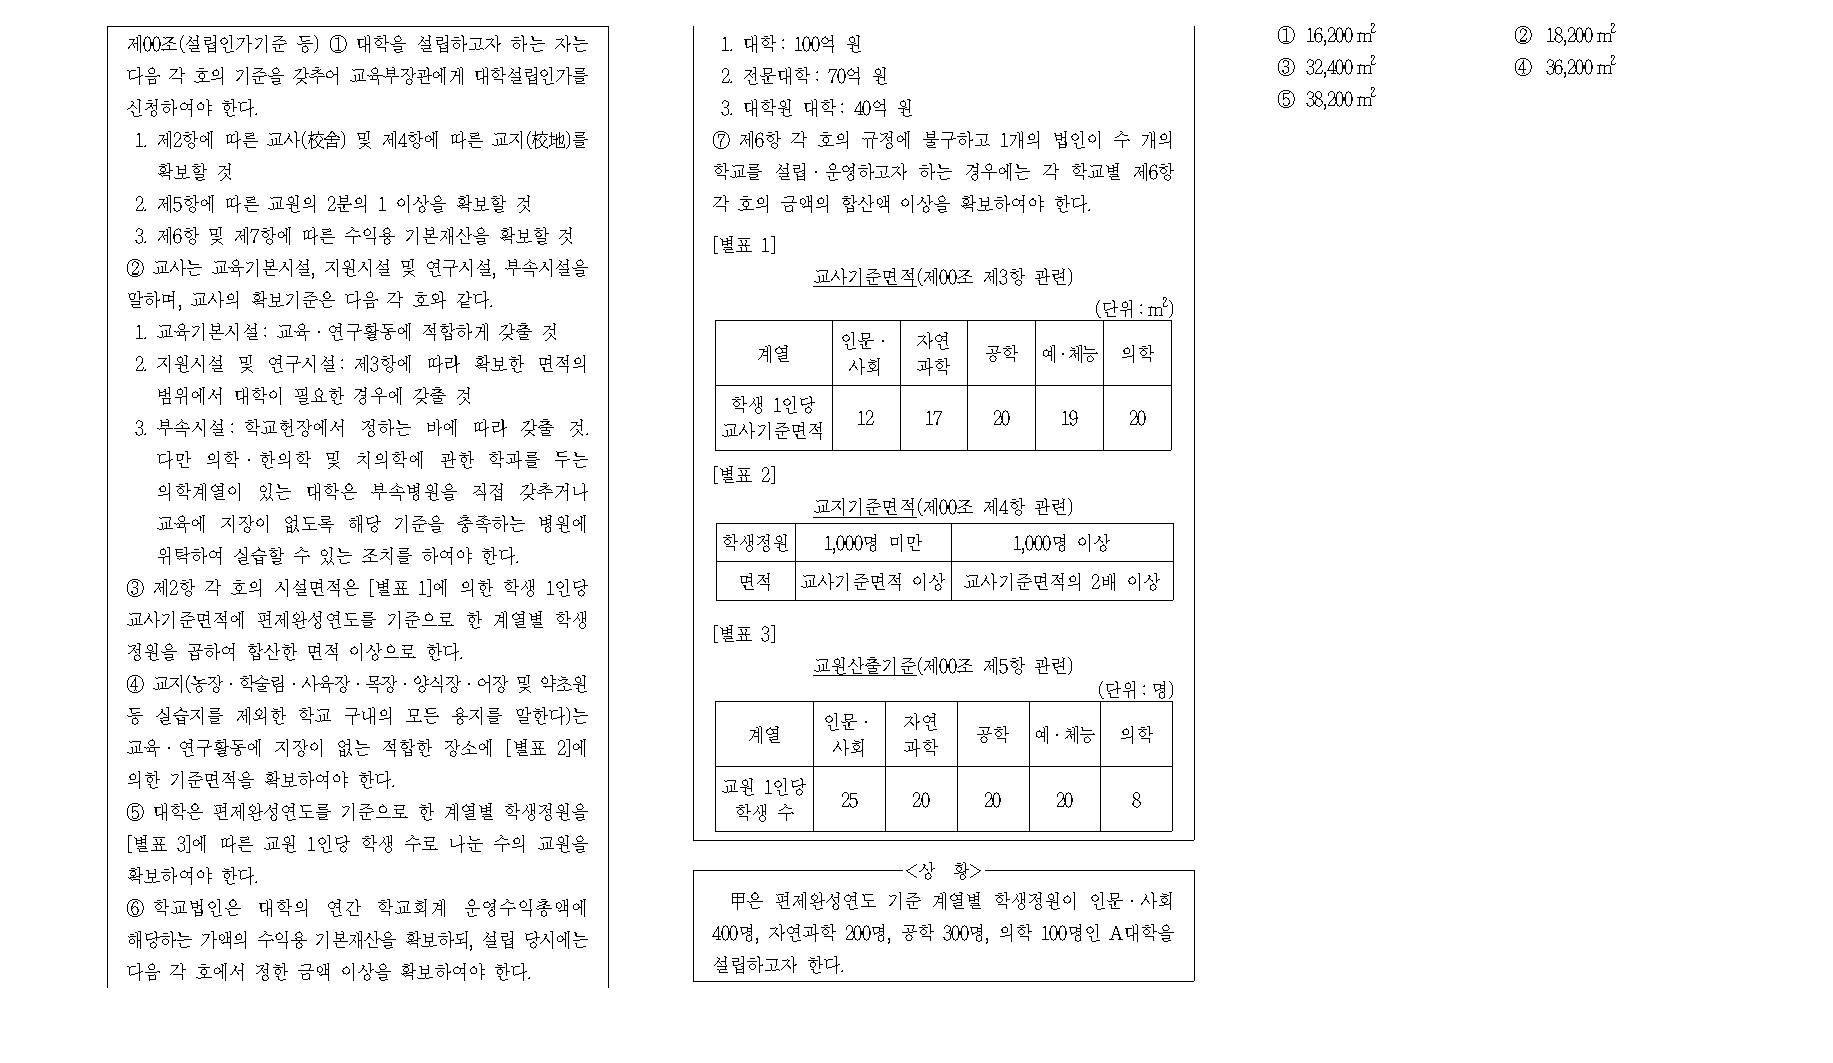 제00조(설립인가기준 등) ① 대학을 설립하고자 하는 자는
다음 각 호의 기준을 갖추어 교육부장관에게 대학설립인가를
신청하여야 한다.
1. 제2항에 따른 교사(校舍) 및 제4항에 따른 교지(校地)를
확보할 것
2. 제5항에 따른 교원의 2분의 1 이상을 확보할 것
3. 제6항 및 제7항에 따른 수익용 기본재산을 확보할 것
② 교사는 교육기본시설, 지원시설 및 연구시설, 부속시설을
말하며, 교사의 확보기준은 다음 각 호와 같다.
1. 교육기본시설 : 교육·연구활동에 적합하게 갖출 것
2. 지원시설 및 연구시설 : 제3항에 따라 확보한 면적의
범위에서 대학이 필요한 경우에 갖출 것
3. 부속시설 : 학교헌장에서 정하는 바에 따라 갖출 것.
다만 의학·한의학 및 치의학에 관한 학과를 두는
의학계열이 있는 대학은 부속병원을 직접 갖추거나
교육에 지장이 없도록 해당 기준을 충족하는 병원에
위탁하여 실습할 수 있는 조치를 하여야 한다.
③ 제2항 각 호의 시설면적은 [별표 1]에 의한 학생 1인당
교사기준면적에 편제완성연도를 기준으로 한 계열별 학생
정원을 곱하여 합산한 면적 이상으로 한다.
④ 교지(농장·학술림·사육장·목장·양식장·어장 및 약초원
등 실습지를 제외한 학교 구내의 모든 용지를 말한다)는
교육·연구활동에 지장이 없는 적합한 장소에 [별표 2]에
의한 기준면적을 확보하여야 한다.
⑤ 대학은 편제완성연도를 기준으로 한 계열별 학생정원을
[별표 3]에 따른 교원 1인당 학생 수로 나눈 수의 교원을
확보하여야 한다.
⑥ 학교법인은 대학의 연간 학교회계 운영수익총액에
해당하는 가액의 수익용 기본재산을 확보하되, 설립 당시에는
다음 각 호에서 정한 금액 이상을 확보하여야 한다.
1. 대학 : 100억 원
2. 전문대학 : 70억 원
3. 대학원 대학 : 40억 원
⑦ 제6항 각 호의 규정에 불구하고 1개의 법인이 수 개의
학교를 설립·운영하고자 하는 경우에는 각 학교별 제6항
각 호의 금액의 합산액 이상을 확보하여야 한다.
[별표 1]
교사기준면적(제00조 제3항 관련)
(단위 : m²)
계열 인문·사회 자연과학 공학 예·체능 의학
학생 1인당 교사기준면적 12 17 20 19 20
[별표 2]
교지기준면적(제00조 제4항 관련)
학생정원 1,000명 미만 1,000명 이상
면적 교사기준면적 이상 교사기준면적의 2배 이상
[별표 3]
교원산출기준(제00조 제5항 관련)
(단위 : 명)
계열 인문·사회 자연과학 공학 예·체능 의학
교원 1인당 학생 수 25 20 20 20 8
<상 황>
甲은 편제완성연도 기준 계열별 학생정원이 인문·사회
400명, 자연과학 200명, 공학 300명, 의학 100명인 A대학을
설립하고자 한다.
① 16,200 m² ② 18,200 m²
③ 32,400 m² ④ 36,200 m²
⑤ 38,200 m²